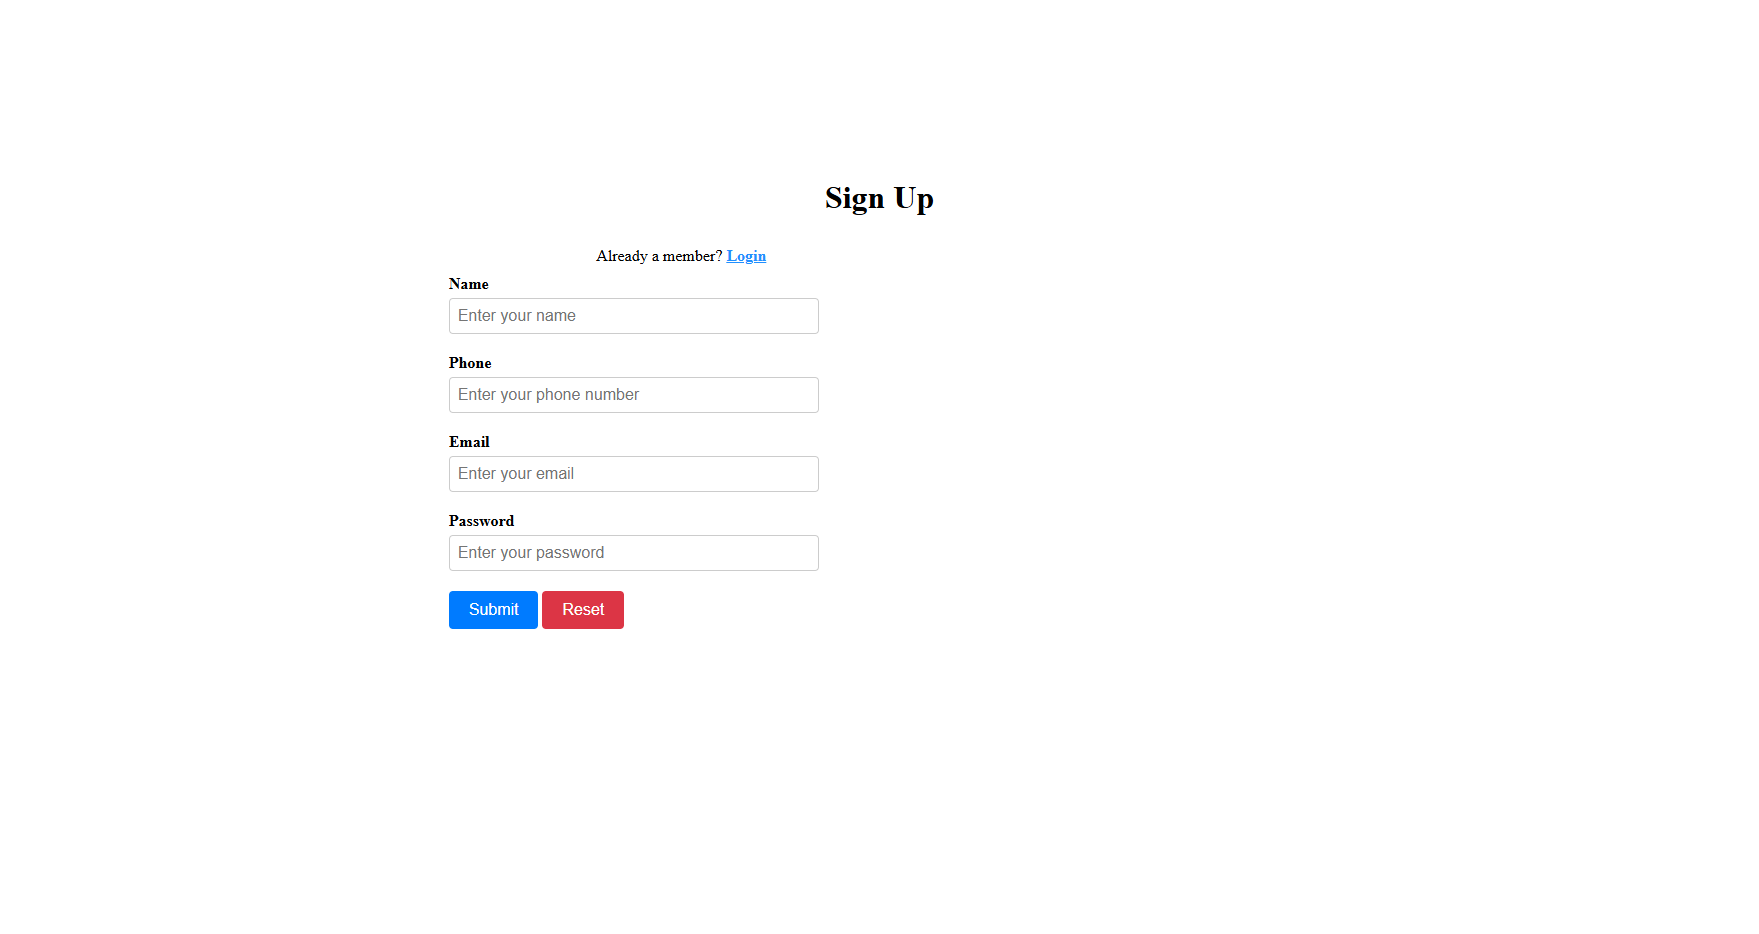 Sign Up
Already a member? Login
Name
Enter your name
Phone
Enter your phone number
Email
Enter your email
Password
Enter your password
Submit Reset